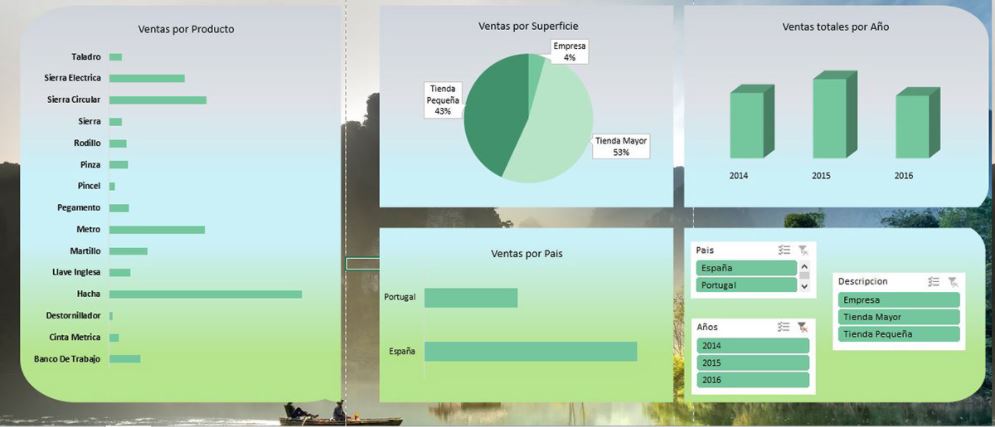 Ventas por Producto
Taladro
Sierra Electrica
Sierra Circular
Sierra
Rodillo
Pinza
Pincel
Pegamento
Metro
Martillo
Llave Inglesa
Hacha
Destornillador
Cinta Metrica
Banco De Trabajo
Ventas por Superficie
Empresa
4%
Tienda
Pequeña
43%
Tienda Mayor
53%
Ventas totales por Año
2014
2015
2016
Ventas por Pais
Portugal
España
Pais
España
Portugal
Años
2014
2015
2016
Descripcion
Empresa
Tienda Mayor
Tienda Pequeña